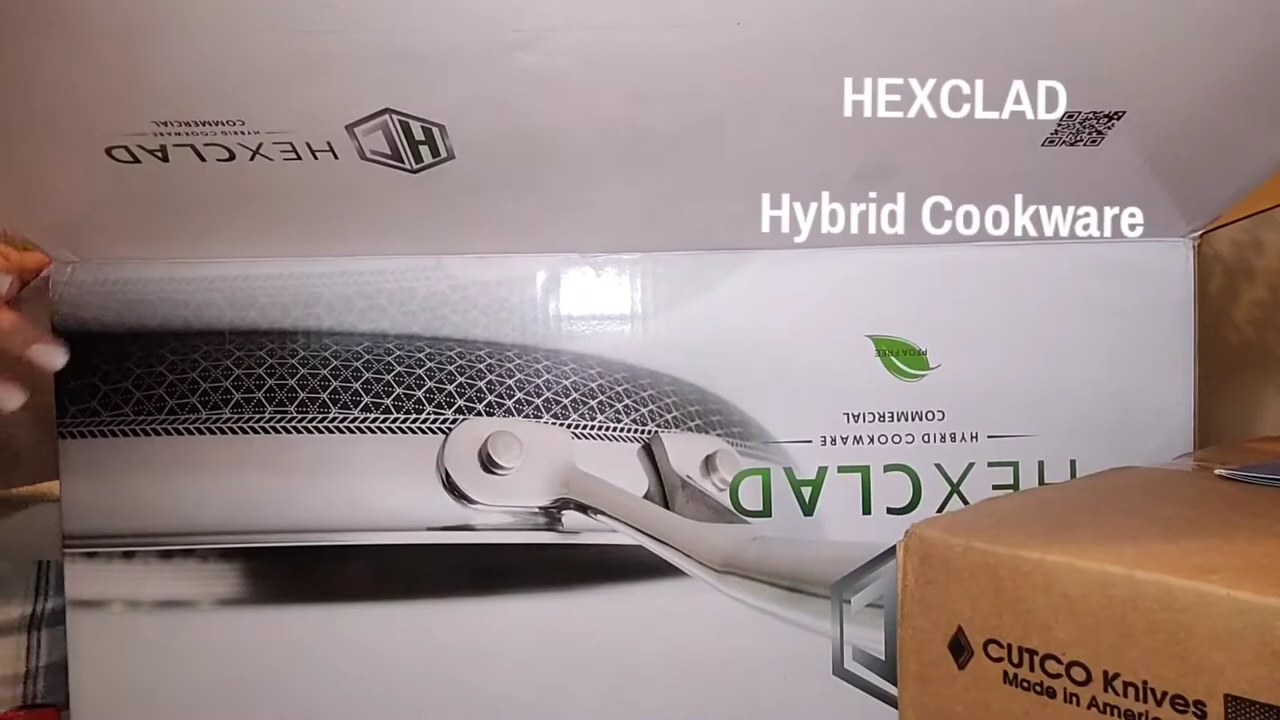 HEXCLAD
Hybrid Cookware
HEXCLAD
HYBRID COOKWARE
COMMERCIAL
PFOA FREE
HEXCLAD
HYBRID COOKWARE
COMMERCIAL
CUTCO Knives
Made in Ameri